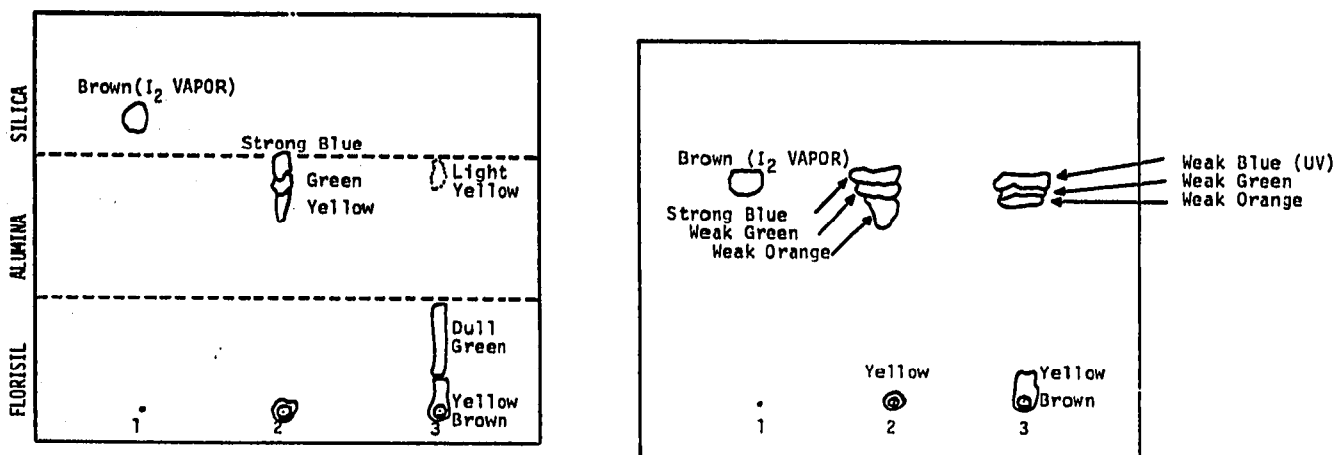 SILICA
ALUMINA
FLORISIL
Brown(I2 VAPOR)
Strong Blue
Green
Yellow
Light
Yellow
Dull
Green
Yellow
Brown
1
2
3
Brown (I2 VAPOR)
Strong Blue
Weak Green
Weak Orange
Weak Blue (UV)
Weak Green
Weak Orange
Yellow
Yellow
Brown
1
2
3